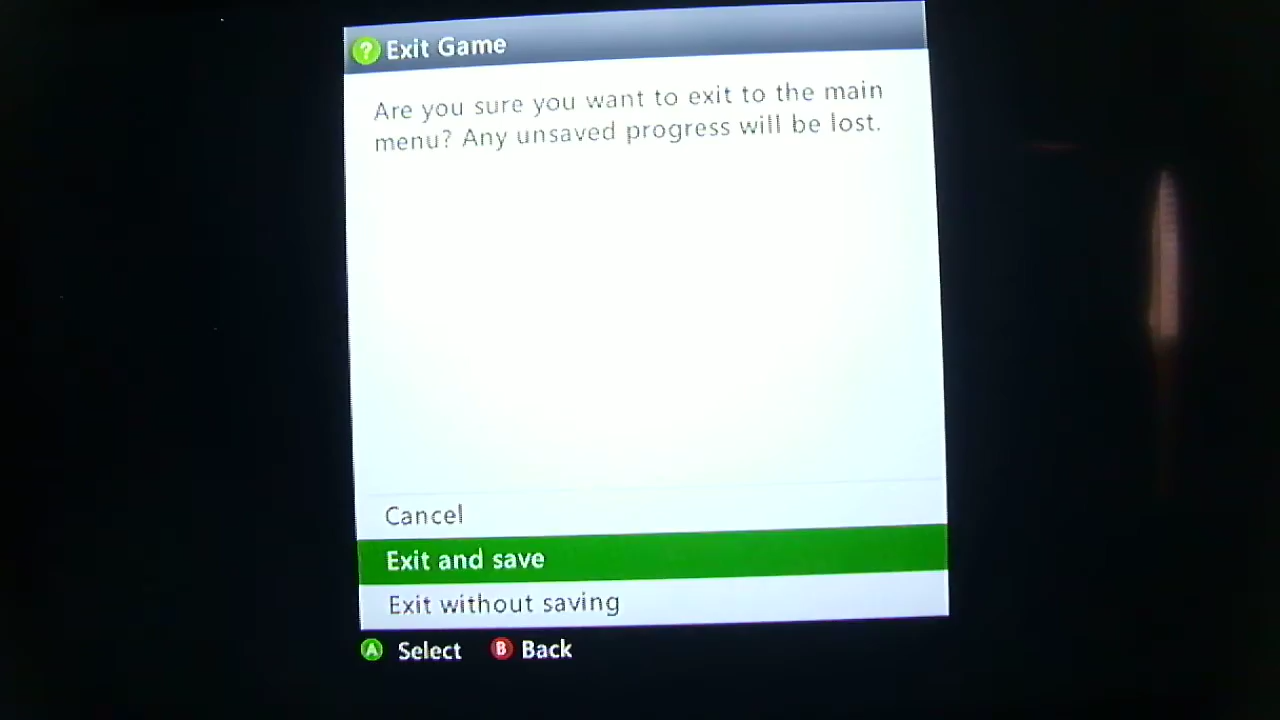 ? Exit Game
Are you sure you want to exit to the main
menu? Any unsaved progress will be lost.
Cancel
Exit and save
Exit without saving
A Select B Back